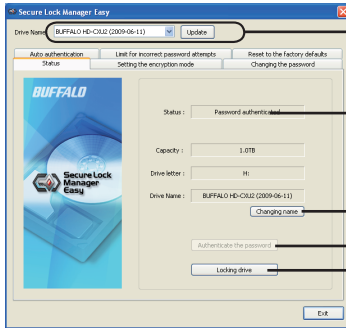 Secure Lock Manager Easy
Drive Name BUFFALO HD-CXU2 (2009-06-11) Update
Auto authentication Limit for incorrect password attempts Reset to the factory defaults
Status Setting the encryption mode Changing the password
BUFFALO
Secure Lock
Manager
Easy
Status : Password authenticated
Capacity : 1.0TB
Drive letter : H:
Drive Name : BUFFALO HD-CXU2 (2009-06-11)
Changing name
Authenticate the password
Locking drive
Exit